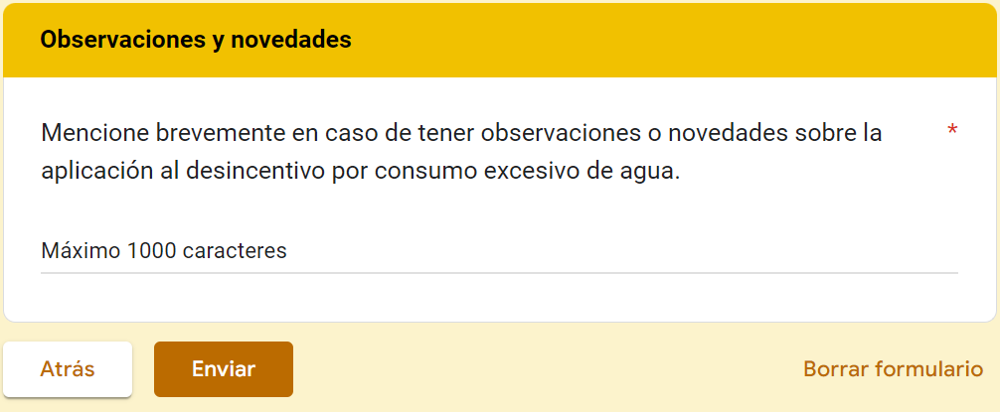 Observaciones y novedades
Mencione brevemente en caso de tener observaciones o novedades sobre la *
aplicación al desincentivo por consumo excesivo de agua.
Máximo 1000 caracteres
Atrás Enviar Borrar formulario